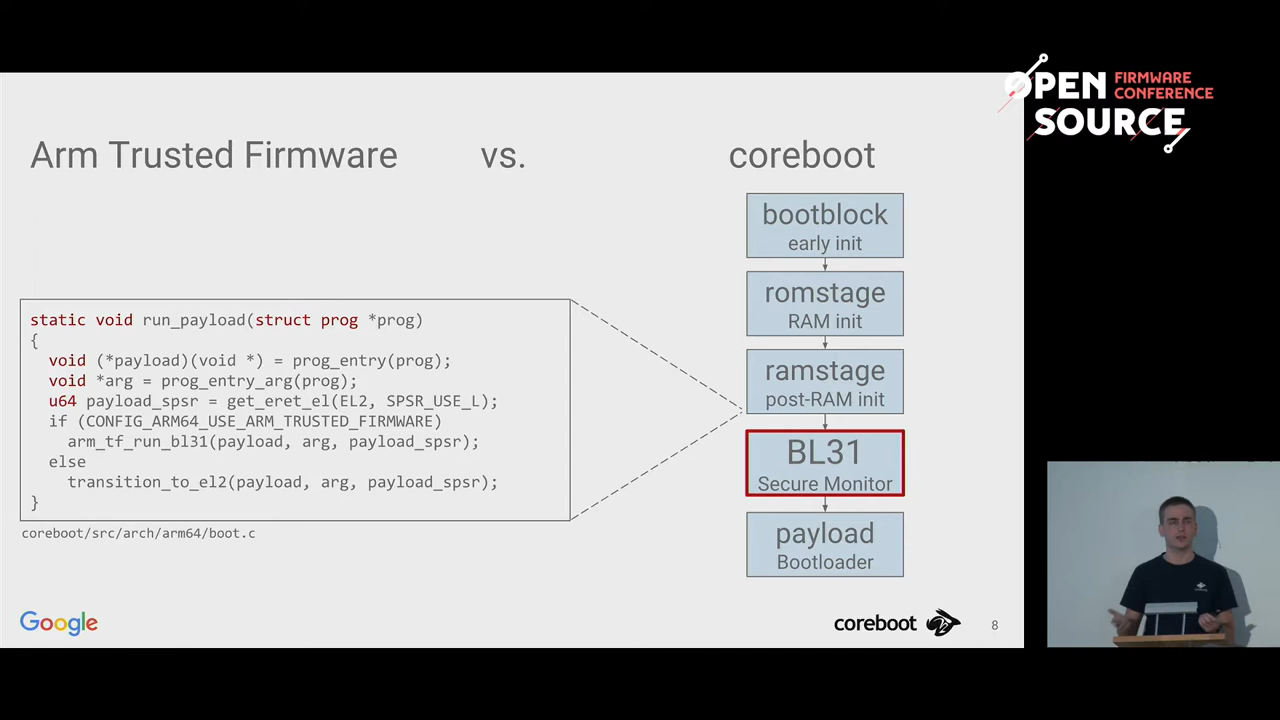 OPEN
FIRMWARE
CONFERENCE
SOURCE
Arm Trusted Firmware vs. coreboot
bootblock
early init
romstage
RAM init
ramstage
post-RAM init
BL31
Secure Monitor
payload
Bootloader
static void run_payload(struct prog *prog)
{
  void (*payload)(void *) = prog_entry(prog);
  void *arg = prog_entry_arg(prog);
  u64 payload_spsr = get_eret_el(EL2, SPSR_USE_L);
  if (CONFIG_ARM64_USE_ARM_TRUSTED_FIRMWARE)
    arm_tf_run_bl31(payload, arg, payload_spsr);
  else
    transition_to_el2(payload, arg, payload_spsr);
}
coreboot/src/arch/arm64/boot.c
Google
coreboot
8